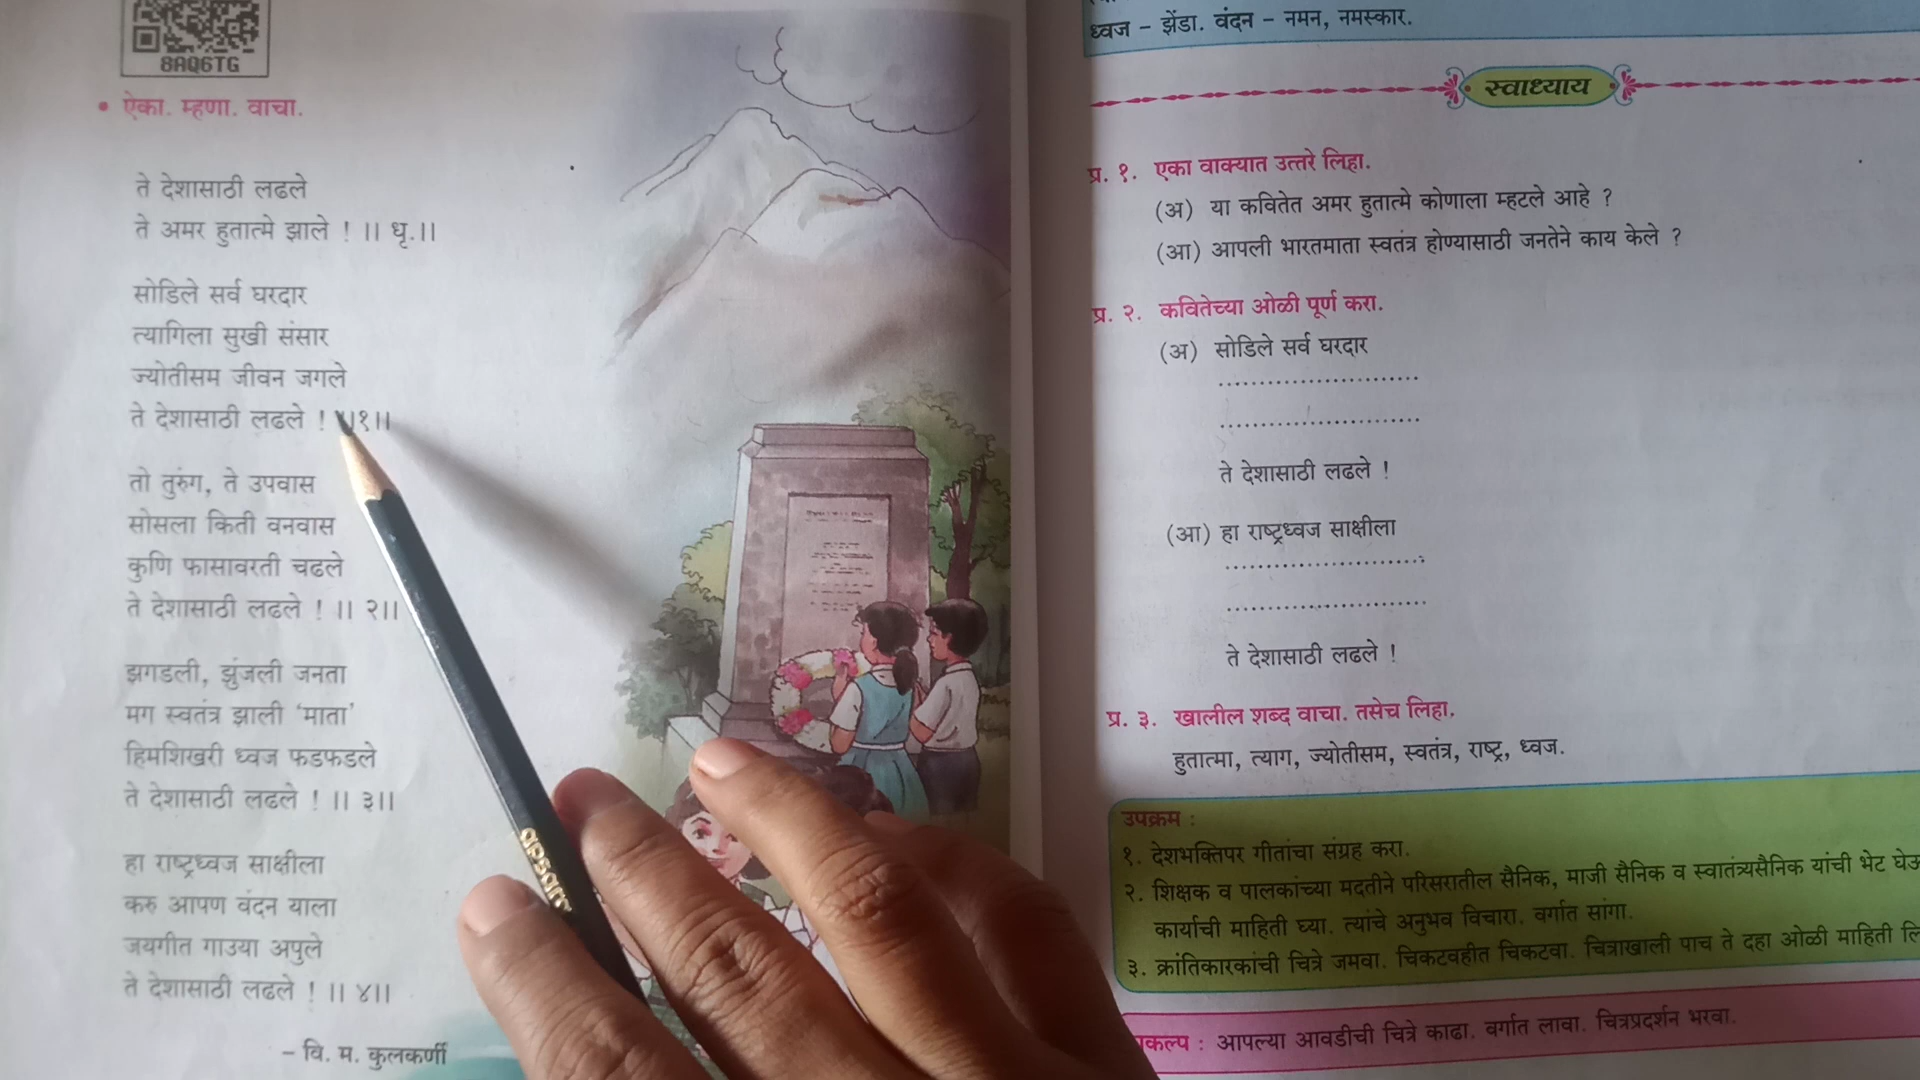 8AQ6TG
• ऐका. म्हणा. वाचा.
ते देशासाठी लढले
ते अमर हुतात्मे झाले ! ।। धृ.।।
सोडिले सर्व घरदार
त्यागिला सुखी संसार
ज्योतीसम जीवन जगले
ते देशासाठी लढले ! ।।१।।
तो तुरुंग, ते उपवास
सोसला किती वनवास
कुणि फासावरती चढले
ते देशासाठी लढले ! ।। २।।
झगडली, झुंजली जनता
मग स्वतंत्र झाली ‘माता’
हिमशिखरी ध्वज फडफडले
ते देशासाठी लढले ! ।। ३।।
हा राष्ट्रध्वज साक्षीला
करु आपण वंदन याला
जयगीत गाउया अपुले
ते देशासाठी लढले ! ।। ४।।
– वि. म. कुलकर्णी
apsara
ध्वज – झेंडा. वंदन – नमन, नमस्कार.
स्वाध्याय
प्र. १. एका वाक्यात उत्तरे लिहा.
(अ) या कवितेत अमर हुतात्मे कोणाला म्हटले आहे ?
(आ) आपली भारतमाता स्वतंत्र होण्यासाठी जनतेने काय केले ?
प्र. २. कवितेच्या ओळी पूर्ण करा.
(अ) सोडिले सर्व घरदार
.........................
.........................
ते देशासाठी लढले !
(आ) हा राष्ट्रध्वज साक्षीला
.........................
.........................
ते देशासाठी लढले !
प्र. ३. खालील शब्द वाचा. तसेच लिहा.
हुतात्मा, त्याग, ज्योतीसम, स्वतंत्र, राष्ट्र, ध्वज.
उपक्रम :
१. देशभक्तिपर गीतांचा संग्रह करा.
२. शिक्षक व पालकांच्या मदतीने परिसरातील सैनिक, माजी सैनिक व स्वातंत्र्यसैनिक यांची भेट घेऊ
कार्याची माहिती घ्या. त्यांचे अनुभव विचारा. वर्गात सांगा.
३. क्रांतिकारकांची चित्रे जमवा. चिकटवहीत चिकटवा. चित्राखाली पाच ते दहा ओळी माहिती लि
कल्प : आपल्या आवडीची चित्रे काढा. वर्गात लावा. चित्रप्रदर्शन भरवा.